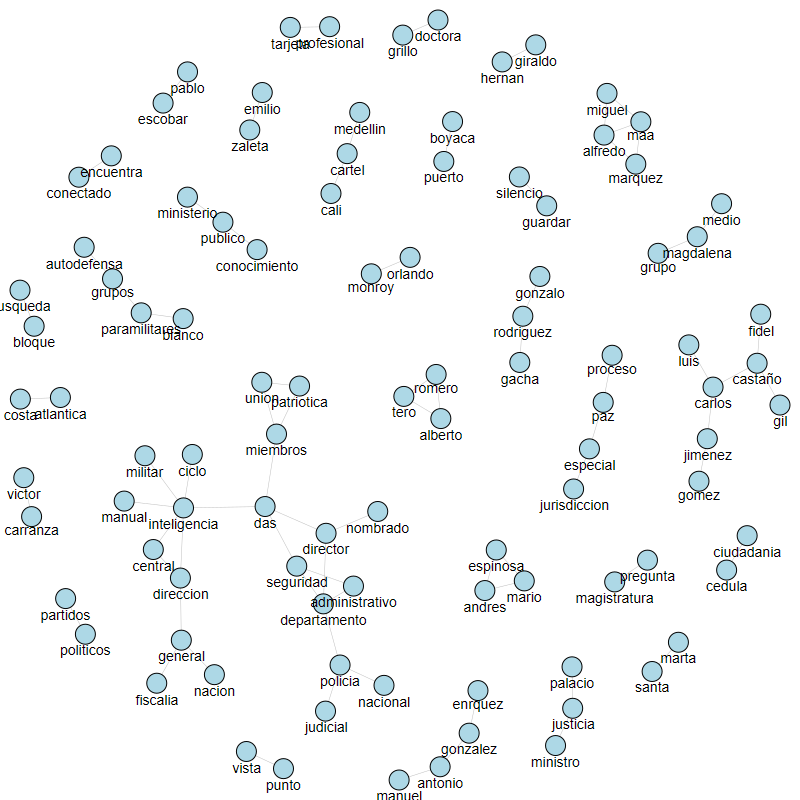 tarjeta
profesional
grillo
doctora
hernan
giraldo
pablo
escobar
emilio
zaleta
medellin
cartel
cali
boyaca
puerto
miguel
maa
alfredo
marquez
encuentra
conectado
ministerio
publico
conocimiento
silencio
guardar
medio
magdalena
grupo
autodefensa
grupos
paramilitares
blanco
usqueda
bloque
monroy
orlando
gonzalo
rodriguez
gacha
fidel
luis
castaño
carlos
gil
jimenez
gomez
proceso
paz
especial
jurisdiccion
costa
atlantica
union
patriotica
miembros
romero
tero
alberto
militar
ciclo
manual
inteligencia
das
central
direccion
general
fiscalia
nacion
nombrado
director
seguridad
administrativo
departamento
policia
nacional
judicial
victor
carranza
partidos
politicos
espinosa
andres
mario
pregunta
magistratura
ciudadania
cedula
marta
santa
palacio
justicia
ministro
enrquez
gonzalez
antonio
manuel
vista
punto